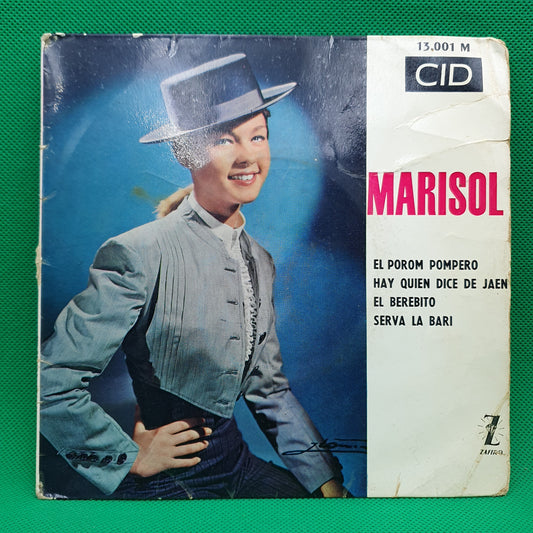 13.001 M
CID
MARISOL
EL POROM POMPERO
HAY QUIEN DICE DE JAEN
EL BEREBITO
SERVA LA BARI
Z
ZAFIRO